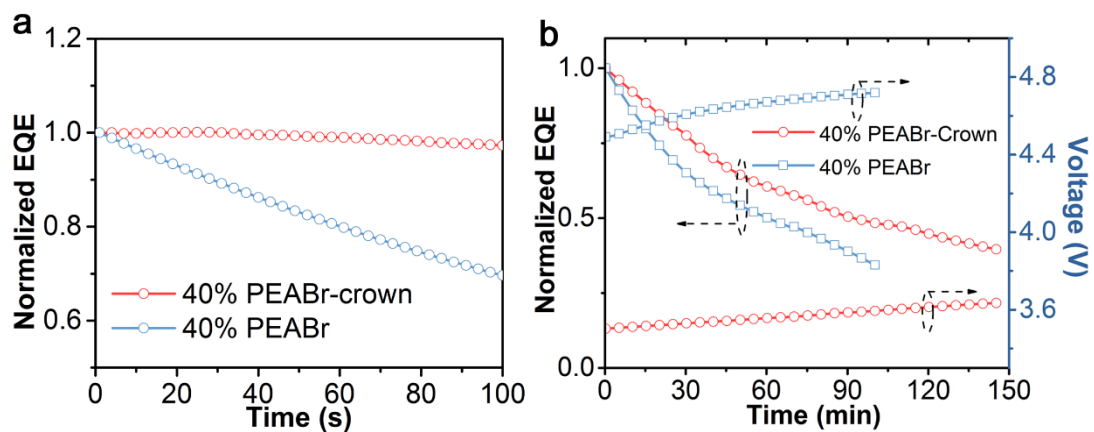 a
1.2
1.0
0.8
0.6
Normalized EQE
40% PEABr-crown
40% PEABr
0 20 40 60 80 100
Time (s)
b
1.0
0.5
0.0
Normalized EQE
40% PEABr-Crown
40% PEABr
4.8
4.4
4.0
3.6
Voltage (V)
0 30 60 90 120 150
Time (min)